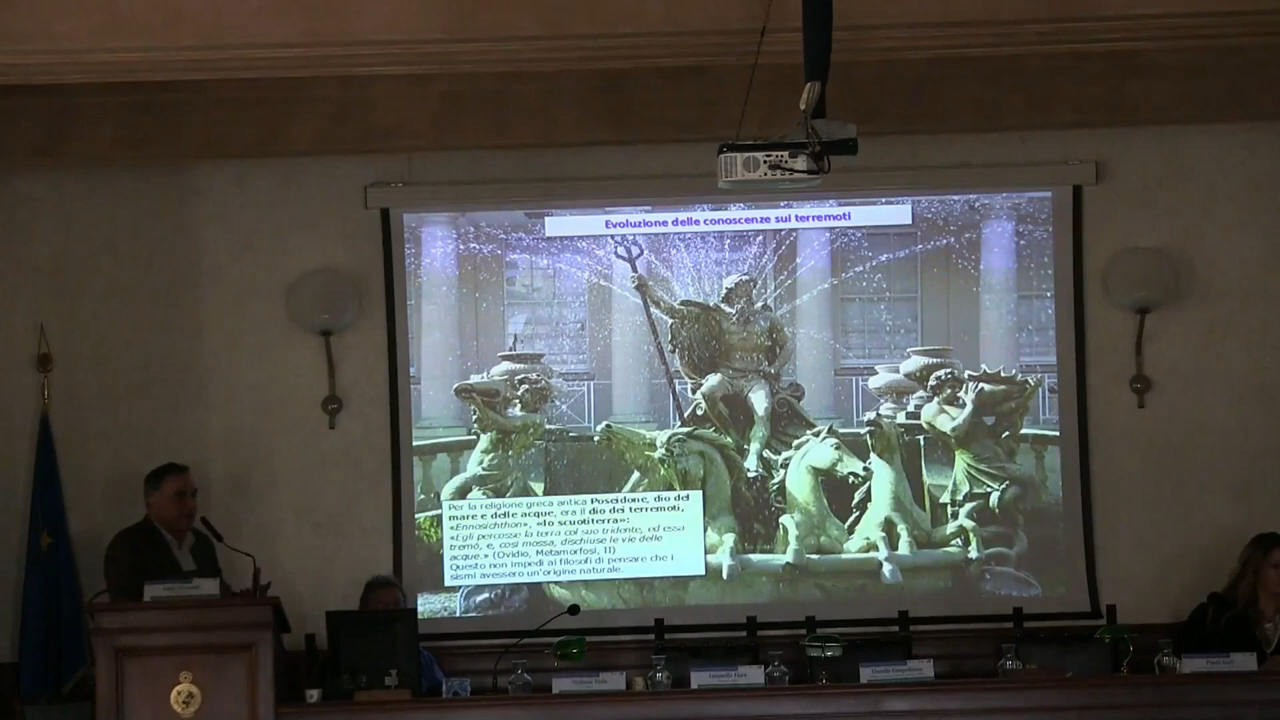 Evoluzione delle conoscenze sui terremoti
Per la religione greca antica Poseidone, dio del
mare e delle acque, era il dio dei terremoti,
«Ennosichthon», «lo scuotiterra»:
«Egli percosse la terra col suo tridente, ed essa
tremò, e, così mossa, dischiuse le vie delle
acque.» (Ovidio, Metamorfosi, II)
Questo non impedì ai filosofi di pensare che i
sismi avessero un'origine naturale.